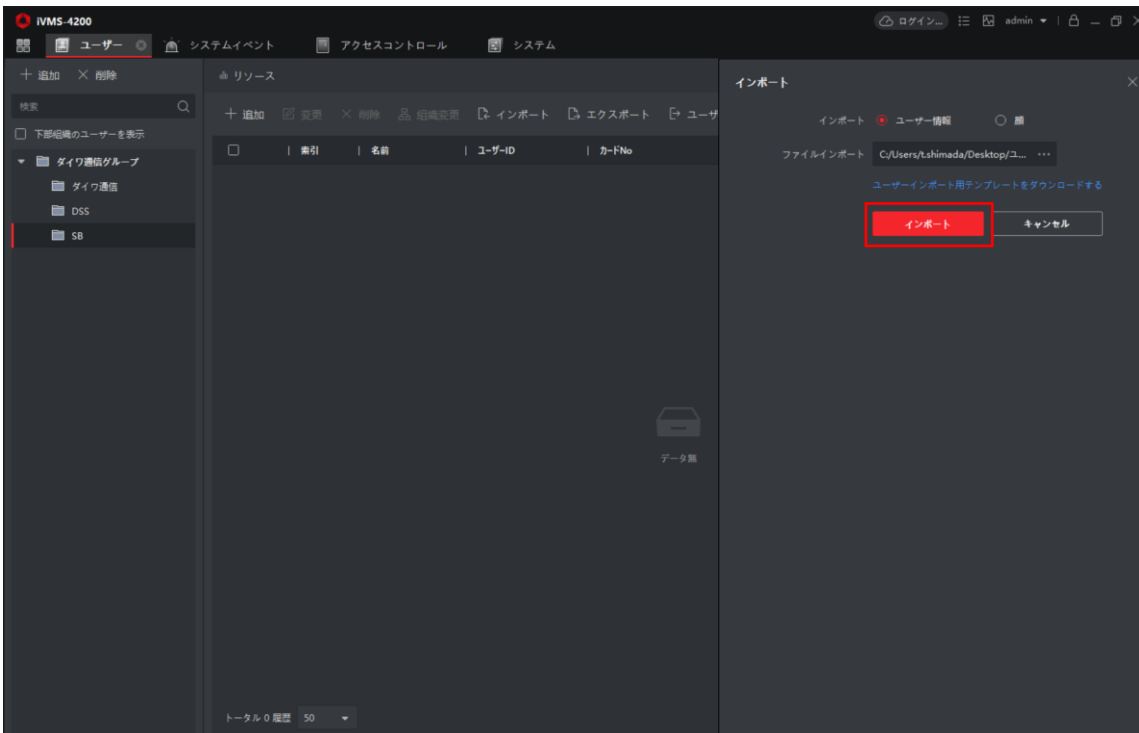 iVMS-4200
ログイン...
admin
ユーザー
システムイベント
アクセスコントロール
システム
追加 削除
検索
下部組織のユーザーを表示
ダイワ通信グループ
ダイワ通信
DSS
SB
リソース
追加 変更 削除 組織変更 インポート エクスポート ユーザ
索引 名前 ユーザーID カードNo
データ無
トータル 0 履歴 50
インポート
インポート ユーザー情報 顔
ファイルインポート C:/Users/t.shimada/Desktop/ユ... ...
ユーザーインポート用テンプレートをダウンロードする
インポート キャンセル